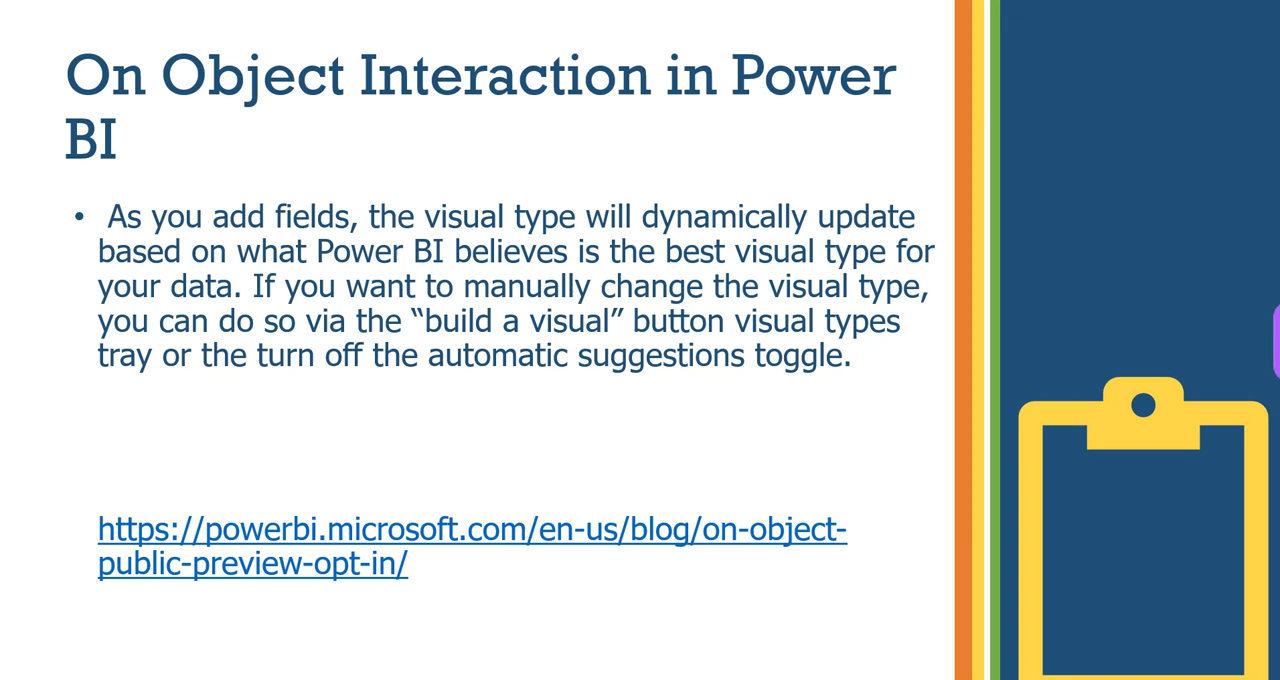 On Object Interaction in Power
BI
• As you add fields, the visual type will dynamically update
based on what Power BI believes is the best visual type for
your data. If you want to manually change the visual type,
you can do so via the “build a visual” button visual types
tray or the turn off the automatic suggestions toggle.
https://powerbi.microsoft.com/en-us/blog/on-object-
public-preview-opt-in/